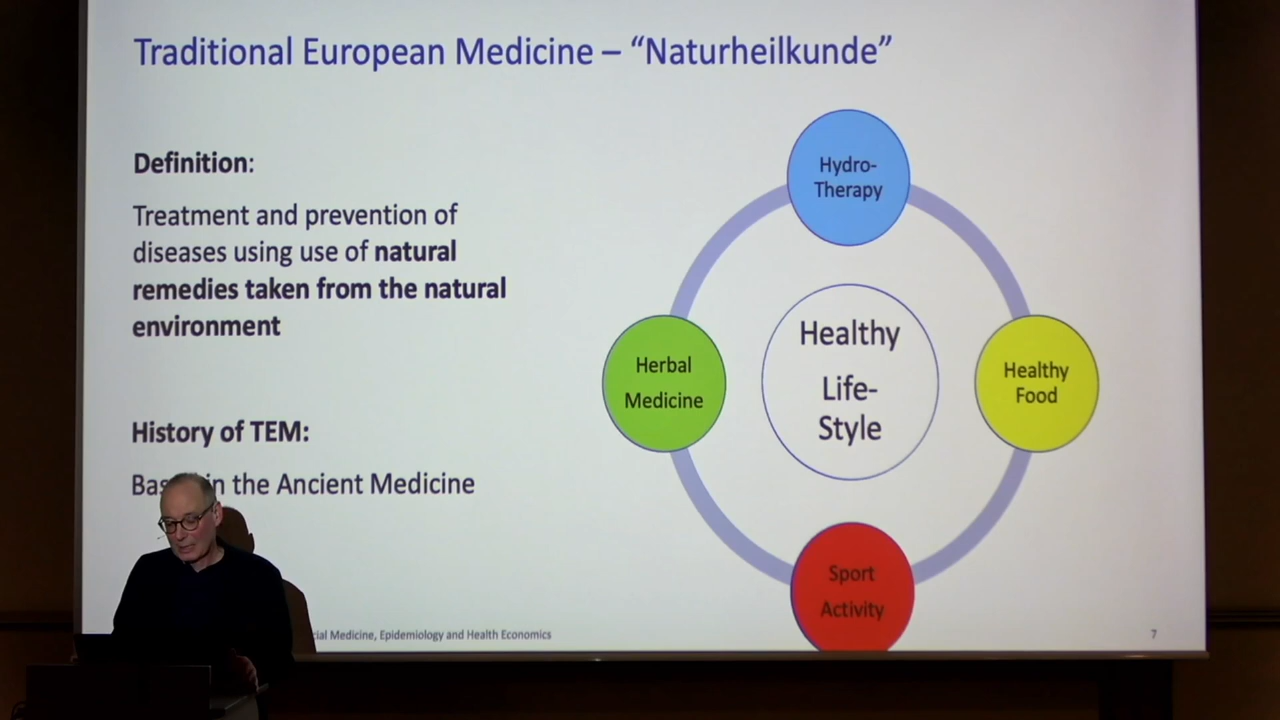 Traditional European Medicine – “Naturheilkunde”
Definition:
Treatment and prevention of
diseases using use of natural
remedies taken from the natural
environment
History of TEM:
in the Ancient Medicine
Hydro-
Therapy
Healthy
Food
Sport
Activity
Herbal
Medicine
Healthy
Life-
Style
Medicine, Epidemiology and Health Economics
7